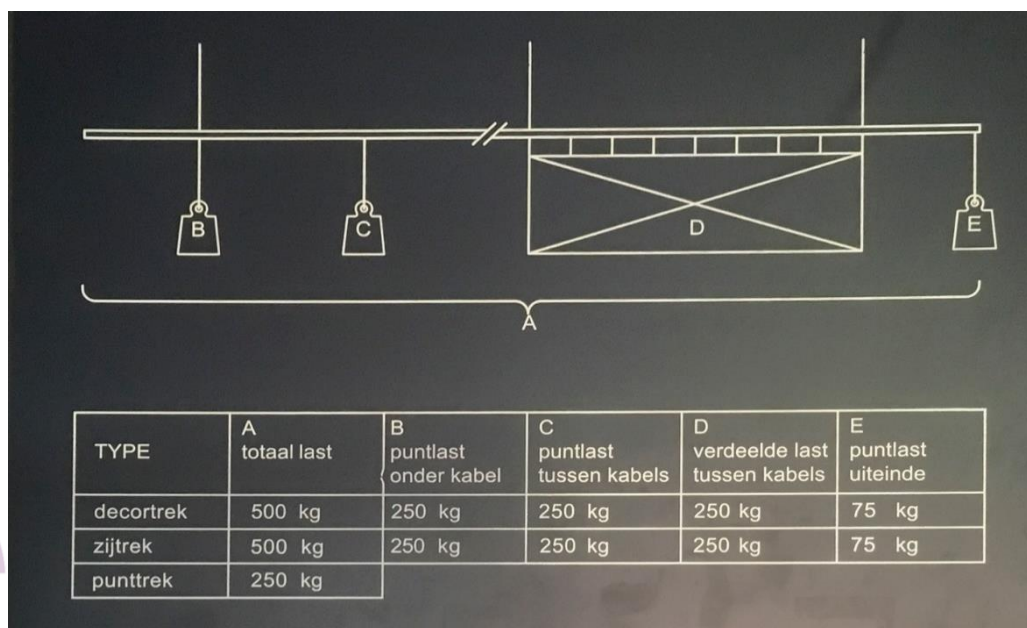 B
C
D
E
A
TYPE
A
totaal last
B
puntlast
onder kabel
C
puntlast
tussen kabels
D
verdeelde last
tussen kabels
E
puntlast
uiteinde
decortrek 500 kg 250 kg 250 kg 250 kg 75 kg
zijtrek 500 kg 250 kg 250 kg 250 kg 75 kg
punttrek 250 kg